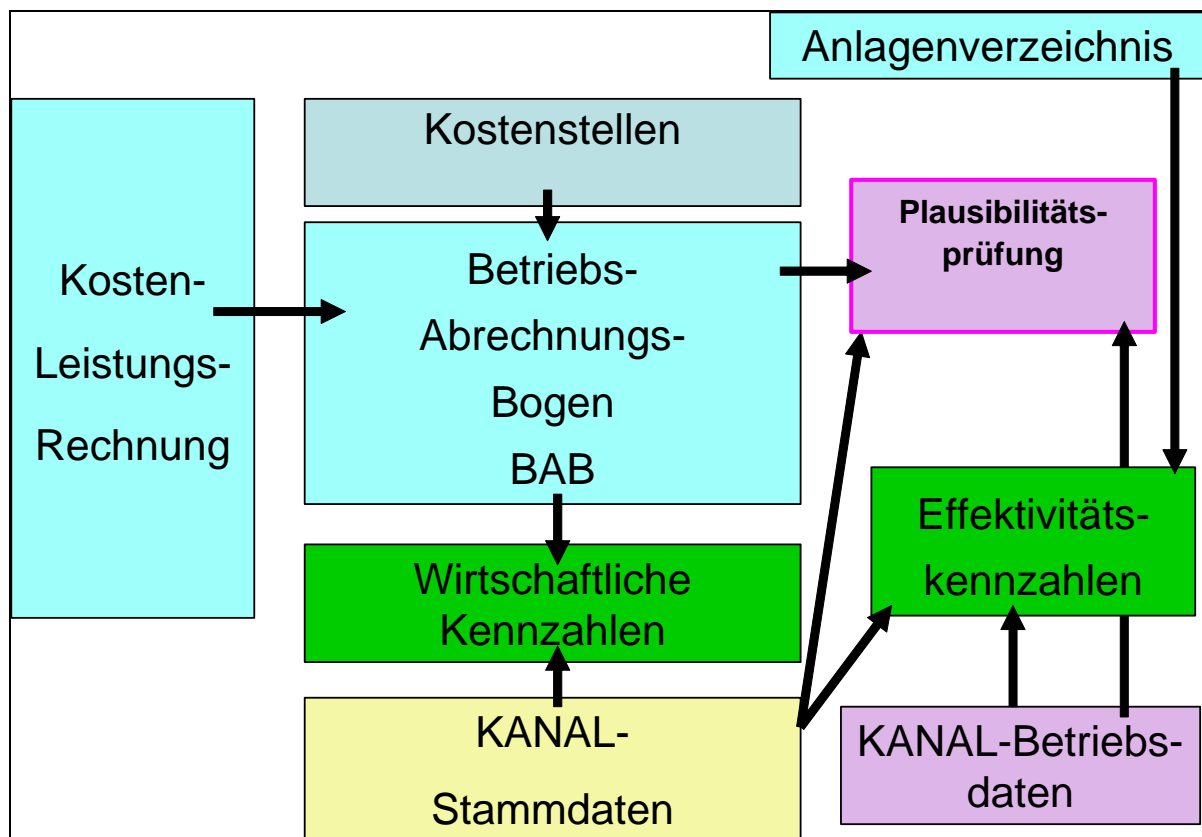 Anlagenverzeichnis
Kostenstellen
Kosten-
Leistungs-
Rechnung
Betriebs-
Abrechnungs-
Bogen
BAB
Plausibilitäts-
prüfung
Wirtschaftliche
Kennzahlen
Effektivitäts-
kennzahlen
KANAL-
Stammdaten
KANAL-Betriebs-
daten